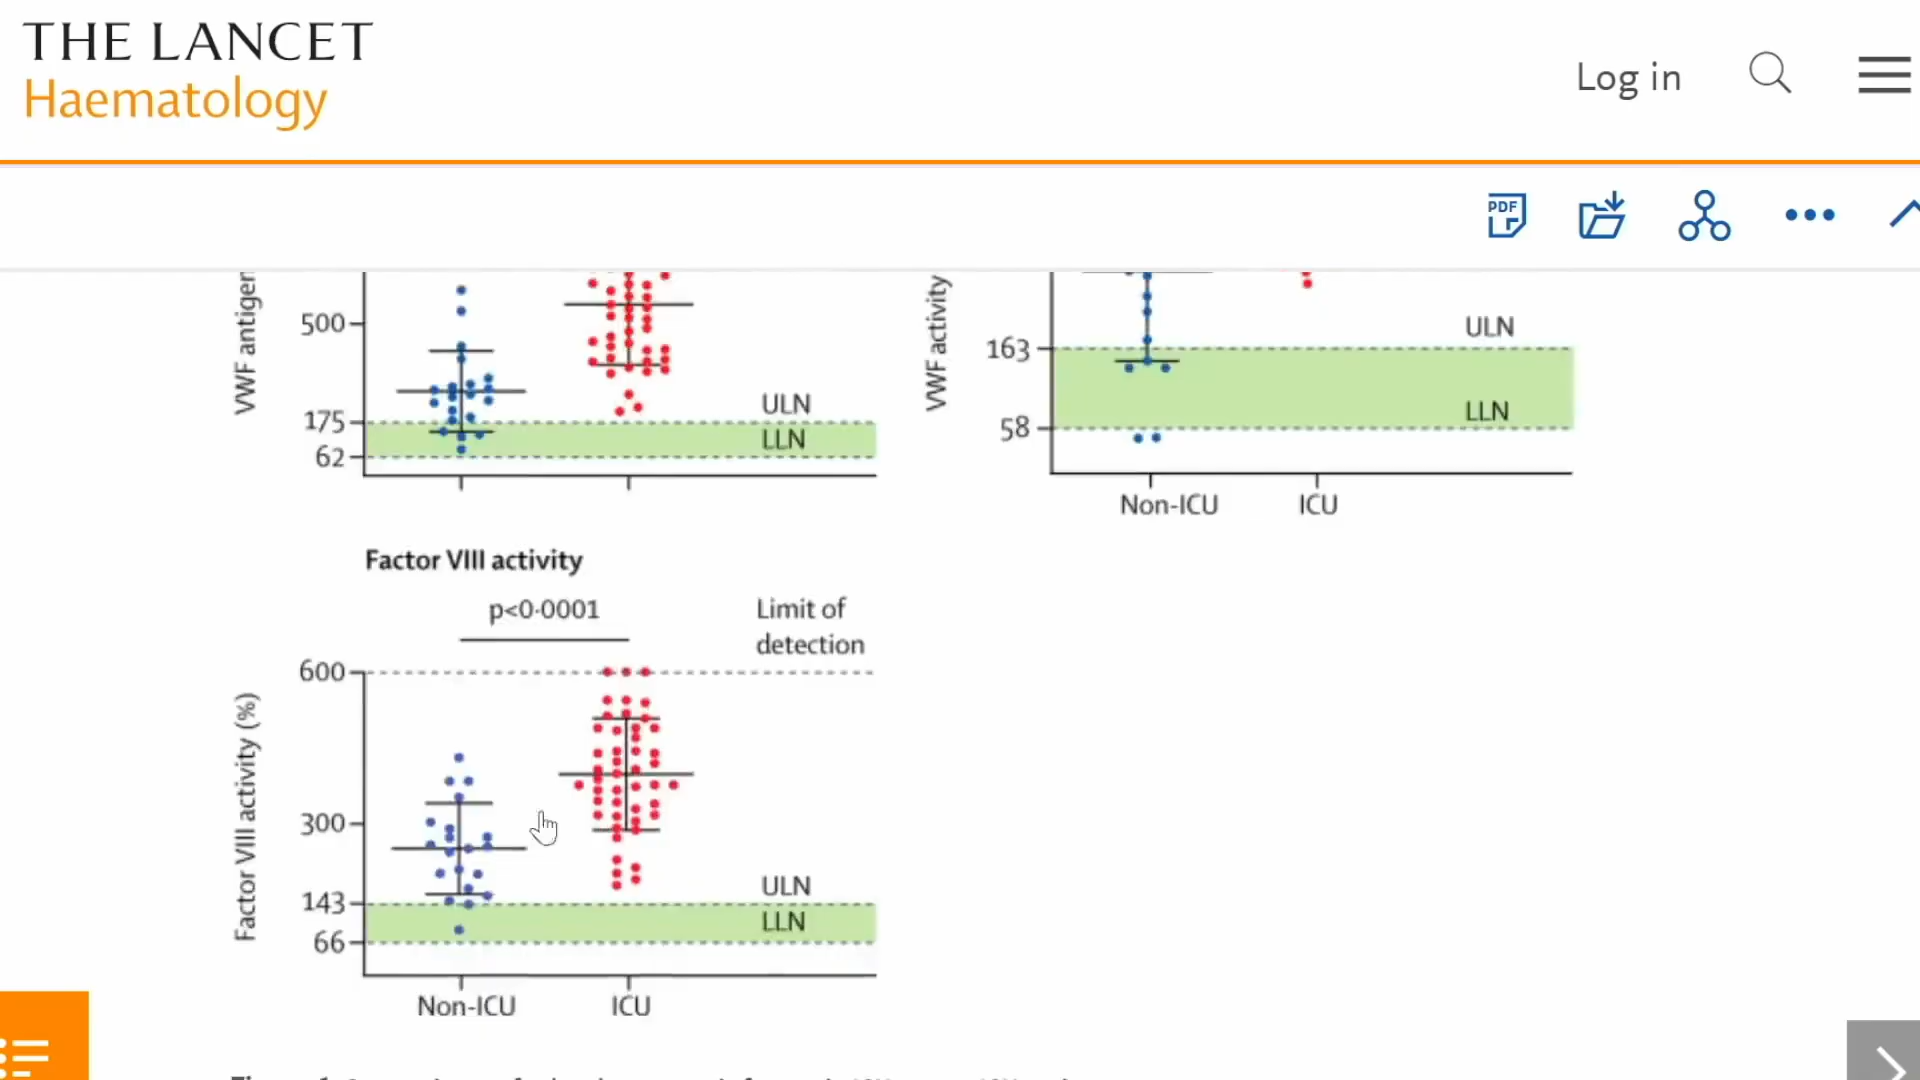 THE LANCET
Haematology
Log in
PDF
VWF antigen
500
175
62
ULN
LLN
VWF activity
163
58
ULN
LLN
Non-ICU
ICU
Factor VIII activity
p<0·0001
Limit of
detection
Factor VIII activity (%)
600
300
143
66
ULN
LLN
Non-ICU
ICU